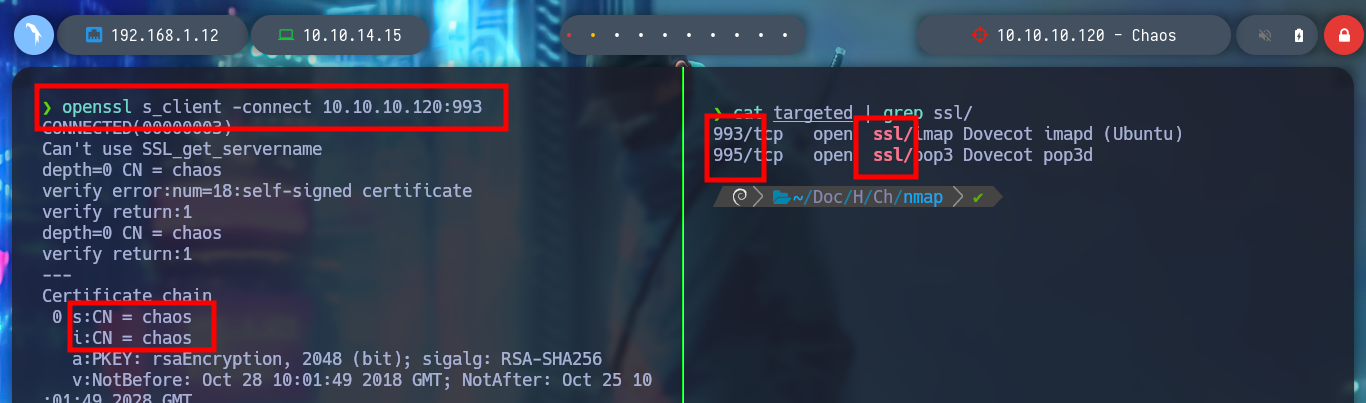 192.168.1.12
10.10.14.15
10.10.10.120 - Chaos
❯ openssl s_client -connect 10.10.10.120:993
CONNECTED(00000003)
Can't use SSL_get_servername
depth=0 CN = chaos
verify error:num=18:self-signed certificate
verify return:1
depth=0 CN = chaos
verify return:1
---
Certificate chain
0 s:CN = chaos
i:CN = chaos
a:PKEY: rsaEncryption, 2048 (bit); sigalg: RSA-SHA256
v:NotBefore: Oct 28 10:01:49 2018 GMT; NotAfter: Oct 25 10
:01:49 2028 GMT
❯ cat targeted | grep ssl/
993/tcp open ssl/imap Dovecot imapd (Ubuntu)
995/tcp open ssl/pop3 Dovecot pop3d
~/Doc/H/Ch/nmap ✔